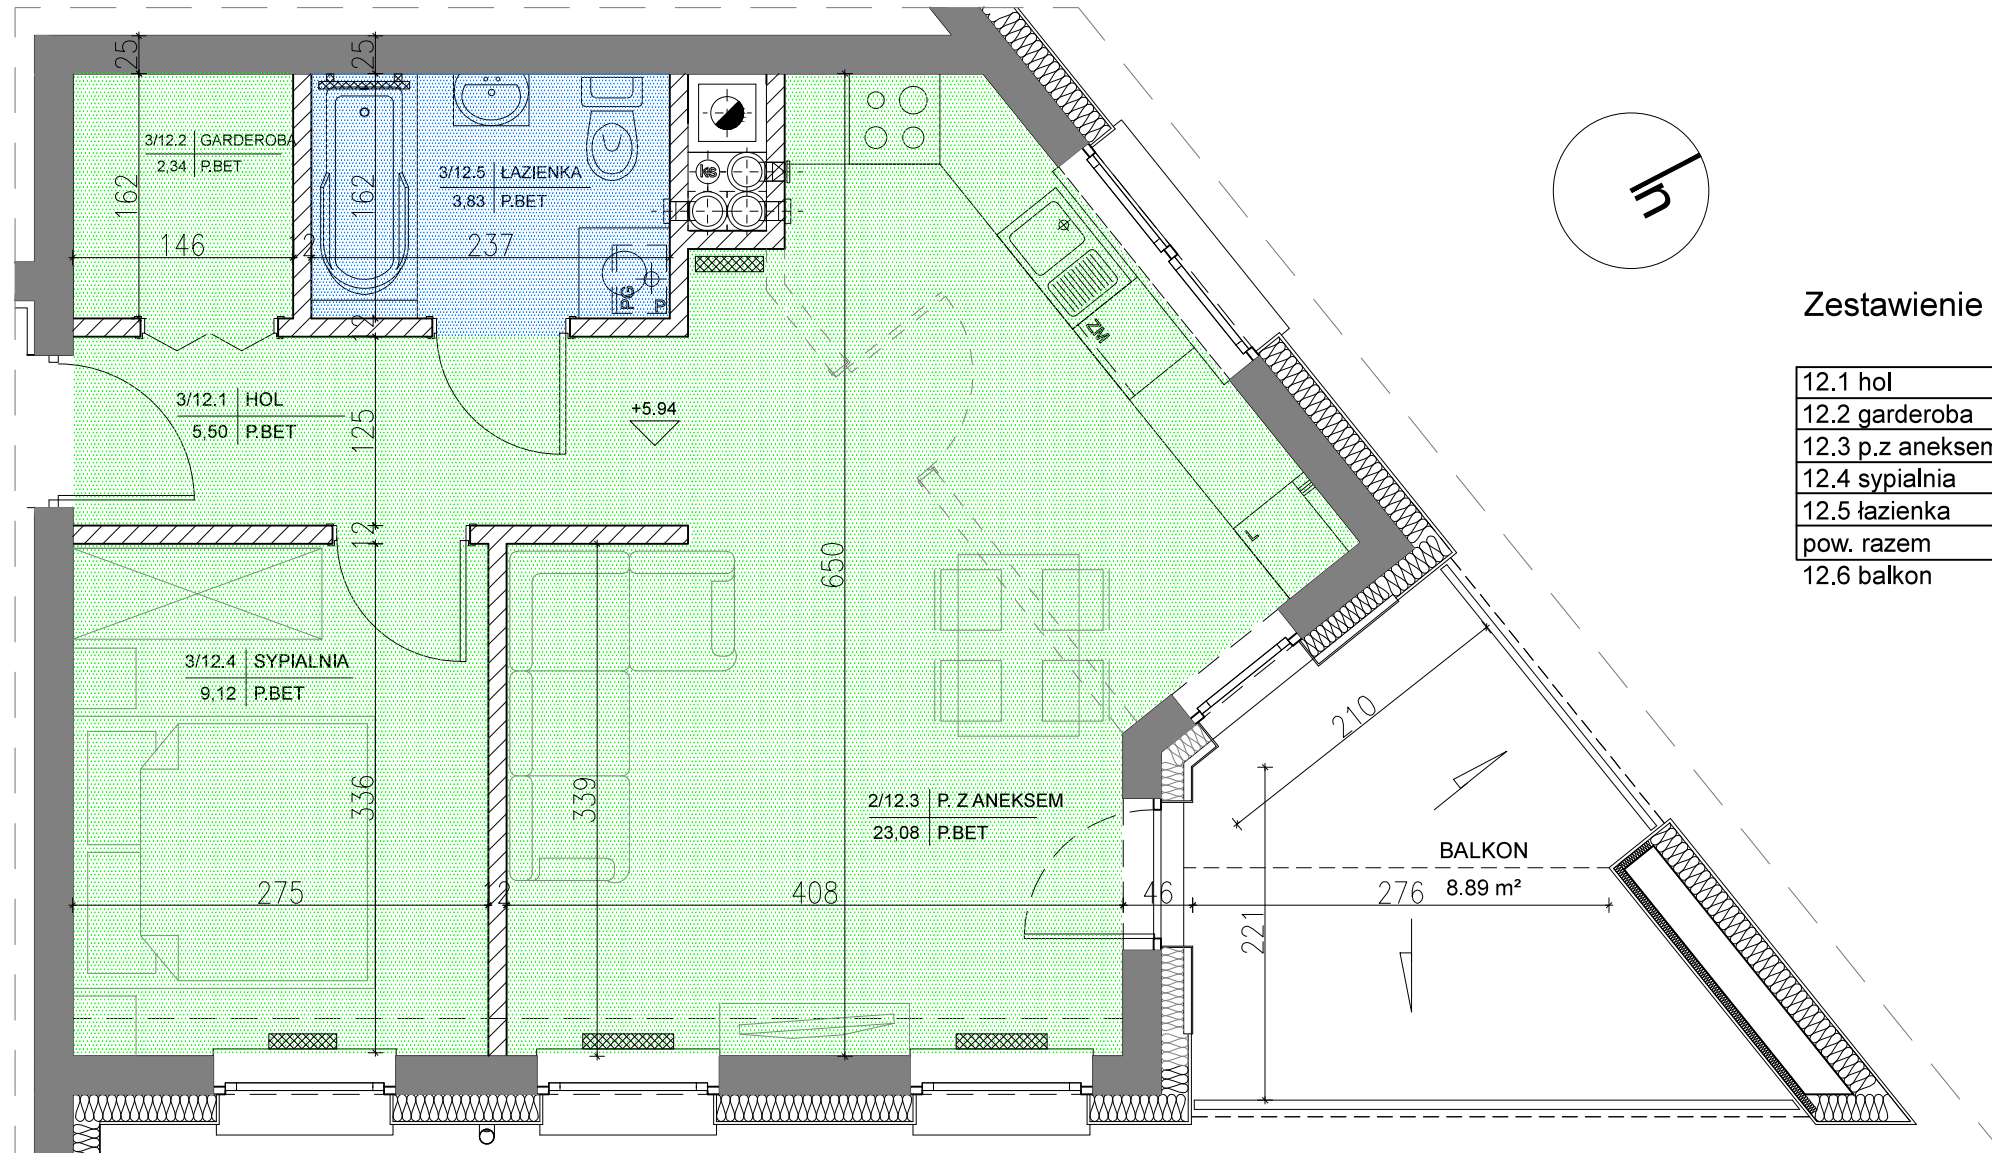 25
25
3/12.2 GARDEROBA
2,34 P.BET
162
146
12
3/12.5 ŁAZIENKA
3,83 P.BET
162
237
ks
PG
P
12
ZM
Zestawienie
12.1 hol
12.2 garderoba
12.3 p.z aneksem
12.4 sypialnia
12.5 łazienka
pow. razem
12.6 balkon
3/12.1 HOL
5,50 P.BET
125
+5.94
12
L
650
3/12.4 SYPIALNIA
9,12 P.BET
336
339
2/12.3 P. Z ANEKSEM
23,08 P.BET
210
BALKON
8.89 m²
275
12
408
46
276
221